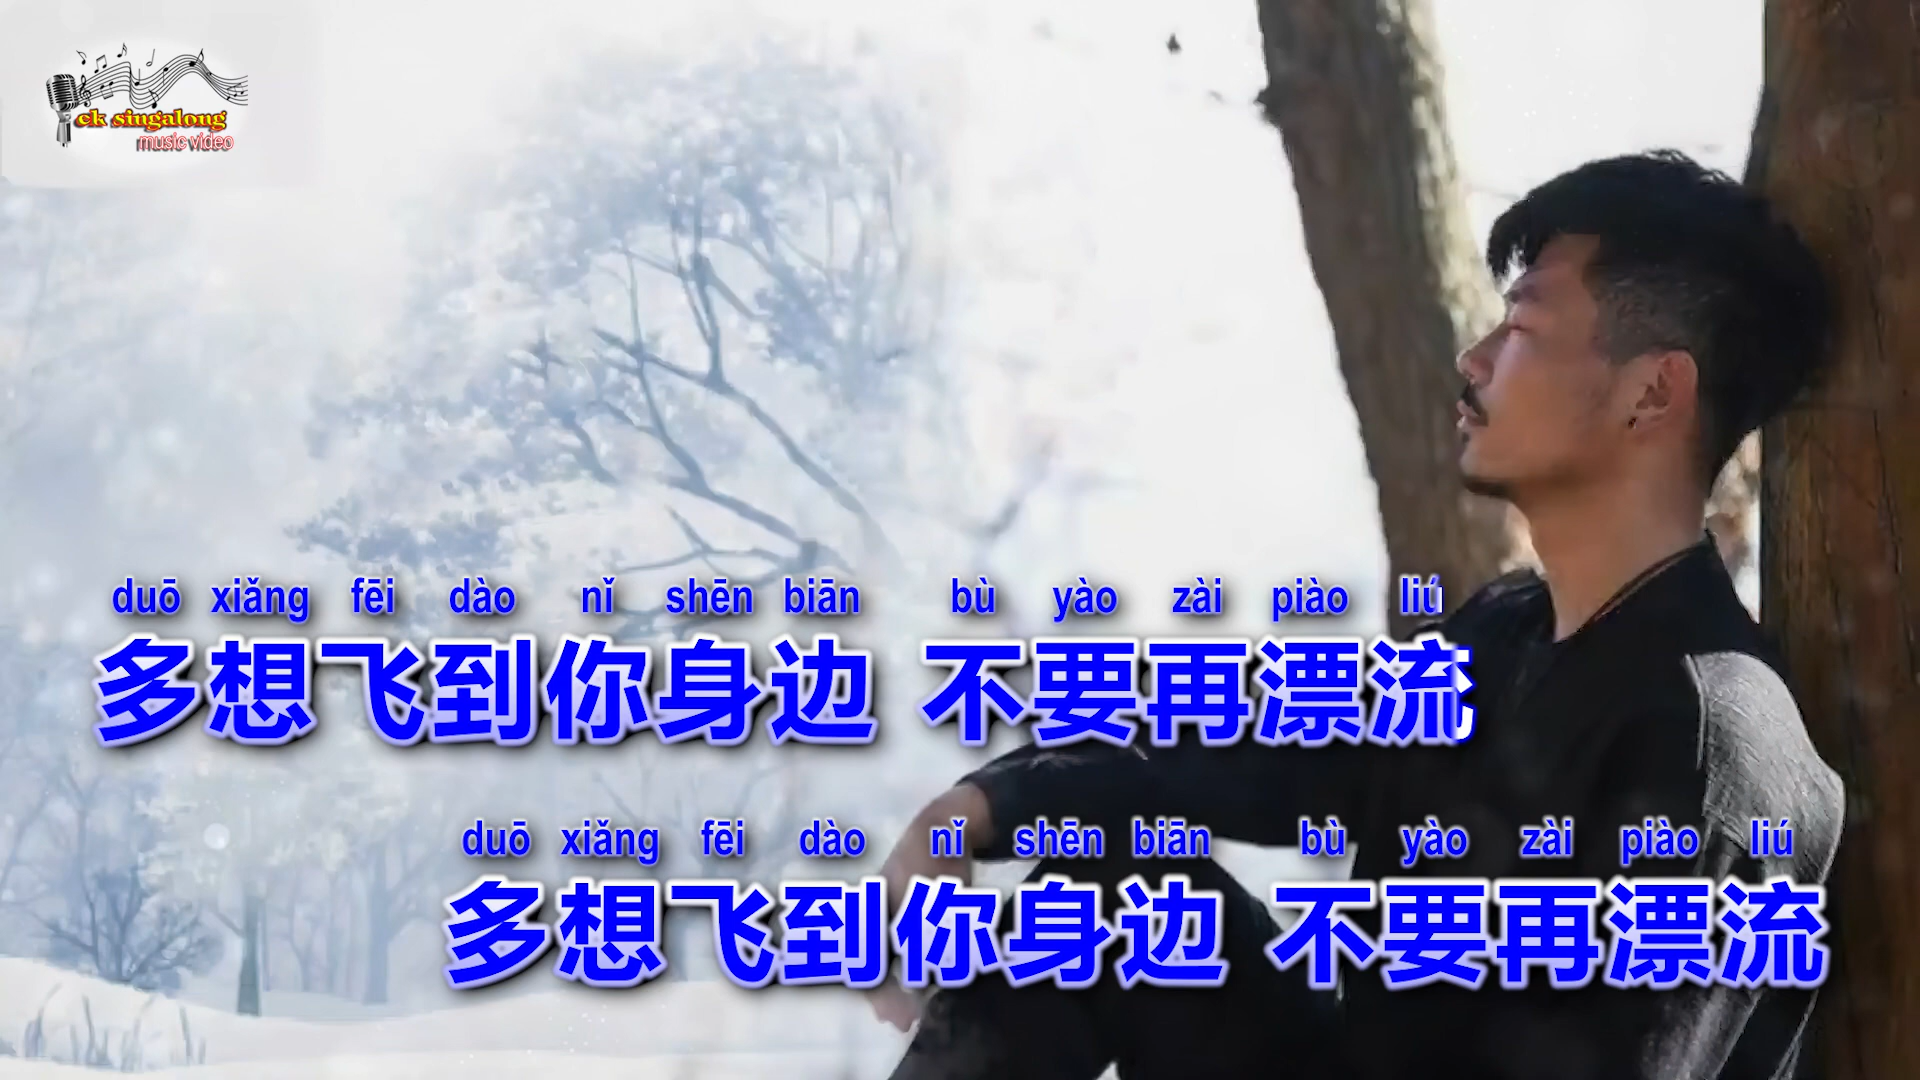 ck singalong
music video
duō xiǎng fēi dào nǐ shēn biān bù yào zài piào liú
多想飞到你身边 不要再漂流
duō xiǎng fēi dào nǐ shēn biān bù yào zài piào liú
多想飞到你身边 不要再漂流